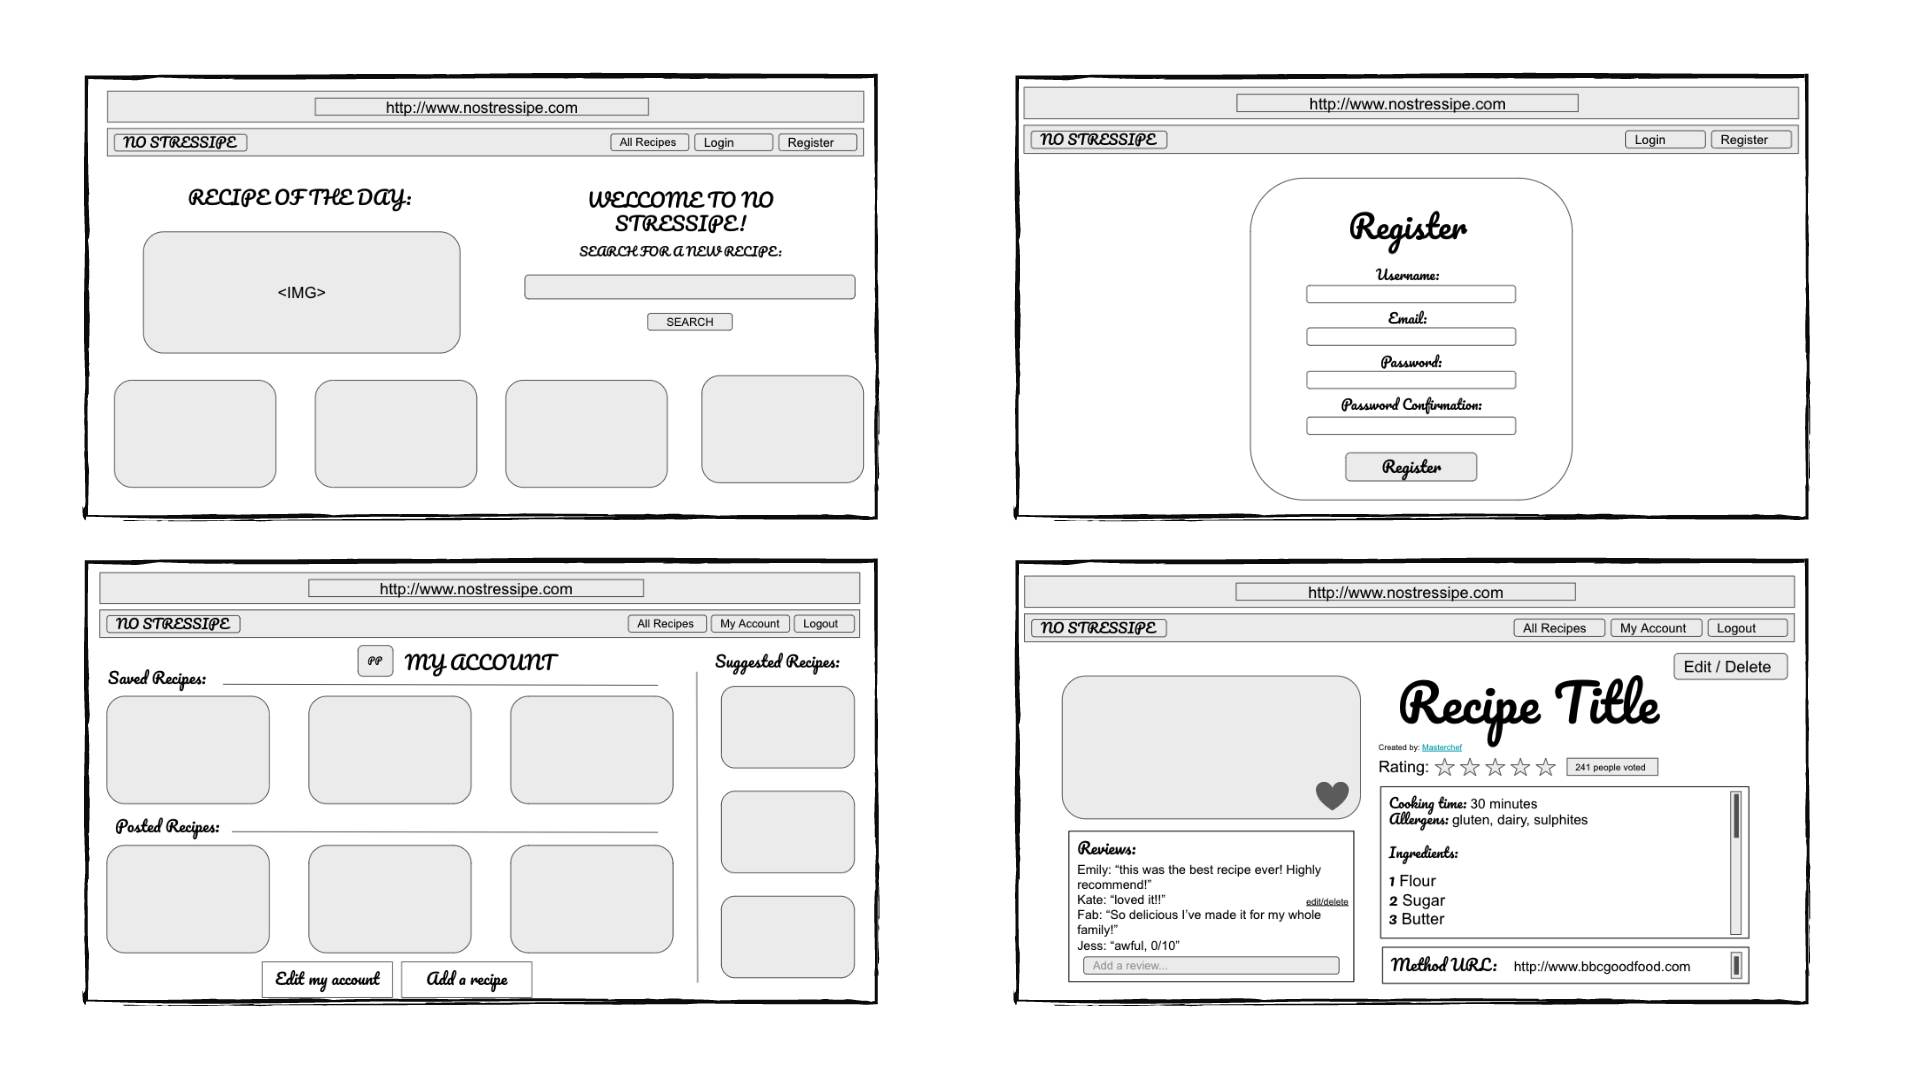 http://www.nostressipe.com
NO STRESSIPE
All Recipes
Login
Register
RECIPE OF THE DAY:
<IMG>
WELCOME TO NO
STRESSIPE!
SEARCH FOR A NEW RECIPE:
SEARCH
http://www.nostressipe.com
NO STRESSIPE
Login
Register
Register
Username:
Email:
Password:
Password Confirmation:
Register
http://www.nostressipe.com
NO STRESSIPE
All Recipes
My Account
Logout
PP
MY ACCOUNT
Saved Recipes:
Posted Recipes:
Suggested Recipes:
Edit my account
Add a recipe
http://www.nostressipe.com
NO STRESSIPE
All Recipes
My Account
Logout
Edit / Delete
Recipe Title
Created by: Masterchef
Rating:
241 people voted
Cooking time: 30 minutes
Allergens: gluten, dairy, sulphites
Ingredients:
1 Flour
2 Sugar
3 Butter
Method URL: http://www.bbcgoodfood.com
Reviews:
Emily: “this was the best recipe ever! Highly
recommend!”
Kate: “loved it!!”
edit/delete
Fab: “So delicious I’ve made it for my whole
family!”
Jess: “awful, 0/10”
Add a review...